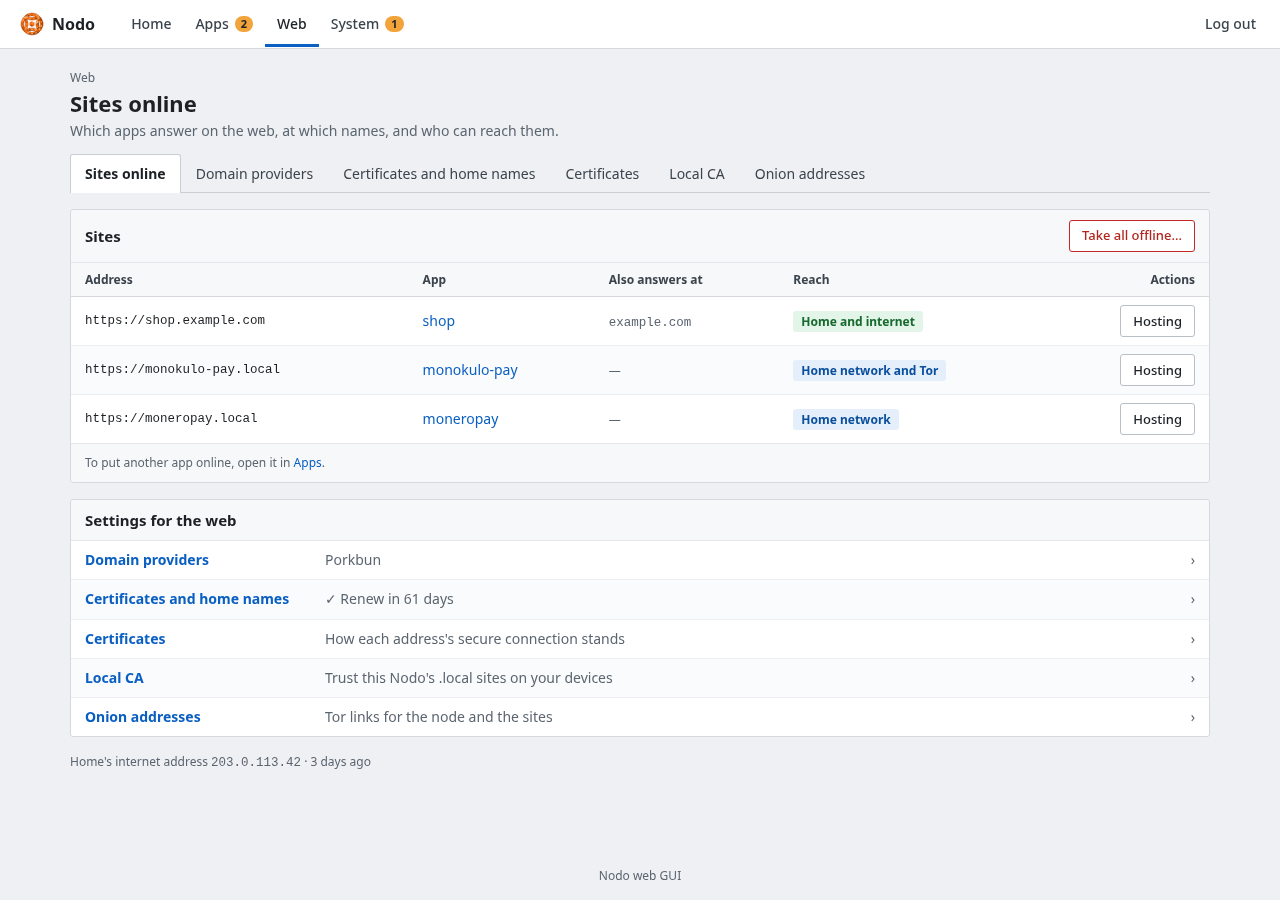 Nodo
Home
Apps 2
Web
System 1
Log out
Web
Sites online
Which apps answer on the web, at which names, and who can reach them.
Sites online
Domain providers
Certificates and home names
Certificates
Local CA
Onion addresses
Sites
Take all offline...
Address App Also answers at Reach Actions
https://shop.example.com shop example.com Home and internet Hosting
https://monokulo-pay.local monokulo-pay — Home network and Tor Hosting
https://moneropay.local moneropay — Home network Hosting
To put another app online, open it in Apps.
Settings for the web
Domain providers Porkbun ›
Certificates and home names ✓ Renew in 61 days ›
Certificates How each address's secure connection stands ›
Local CA Trust this Nodo's .local sites on your devices ›
Onion addresses Tor links for the node and the sites ›
Home's internet address 203.0.113.42 · 3 days ago
Nodo web GUI